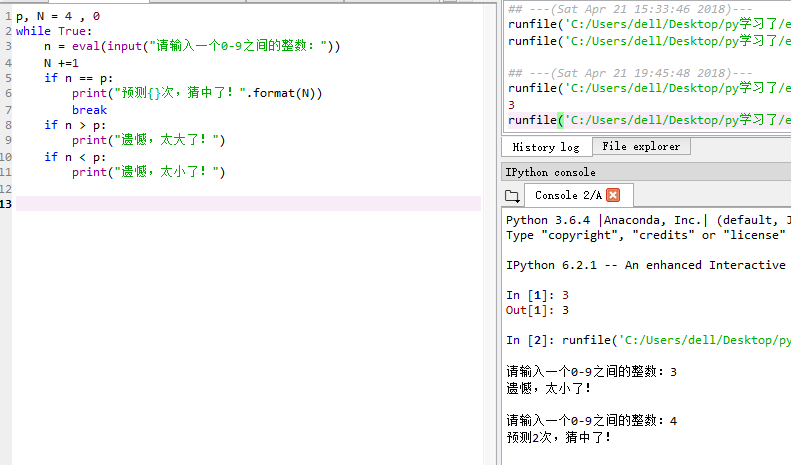 1 p, N = 4 , 0
2 while True:
3 n = eval(input("请输入一个0-9之间的整数："))
4 N +=1
5 if n == p:
6 print("预测{}次，猜中了！".format(N))
7 break
8 if n > p:
9 print("遗憾，太大了！")
10 if n < p:
11 print("遗憾，太小了！")
12
13
## ---(Sat Apr 21 15:33:46 2018)---
runfile('C:/Users/dell/Desktop/py学习了/e
runfile('C:/Users/dell/Desktop/py学习了/e
## ---(Sat Apr 21 19:45:48 2018)---
runfile('C:/Users/dell/Desktop/py学习了/e
3
runfile('C:/Users/dell/Desktop/py学习了/e
History log File explorer
IPython console
Console 2/A
Python 3.6.4 |Anaconda, Inc.| (default, J
Type "copyright", "credits" or "license"
IPython 6.2.1 -- An enhanced Interactive
In [1]: 3
Out[1]: 3
In [2]: runfile('C:/Users/dell/Desktop/py
请输入一个0-9之间的整数：3
遗憾，太小了！
请输入一个0-9之间的整数：4
预测2次，猜中了！